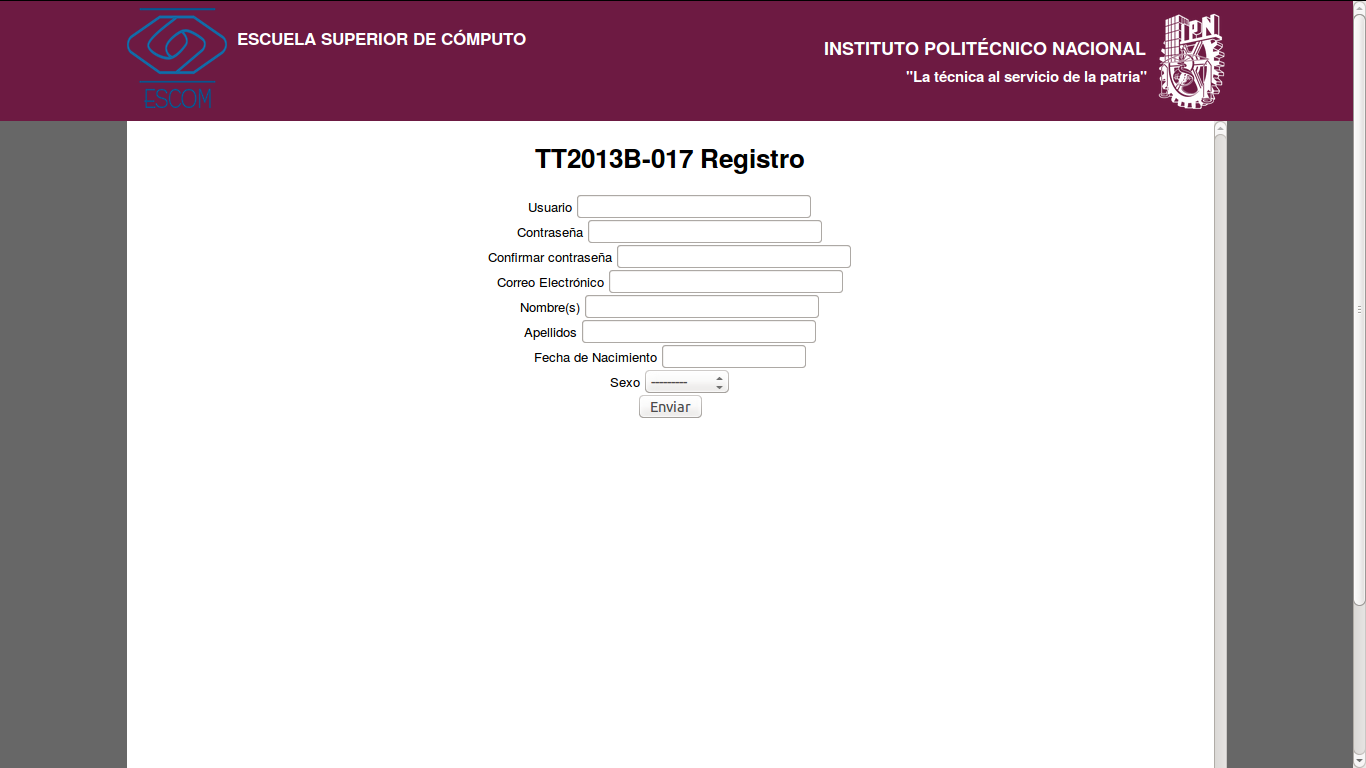 ESCUELA SUPERIOR DE CÓMPUTO
ESCOM
INSTITUTO POLITÉCNICO NACIONAL
"La técnica al servicio de la patria"
IPN
TT2013B-017 Registro
Usuario
Contraseña
Confirmar contraseña
Correo Electrónico
Nombre(s)
Apellidos
Fecha de Nacimiento
Sexo ---------
Enviar